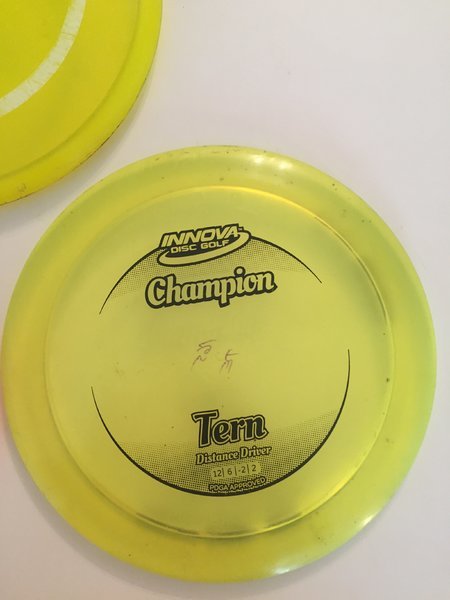 INNOVA
DISC GOLF
Champion
Tern
Distance Driver
12 6 -2 2
PDGA APPROVED